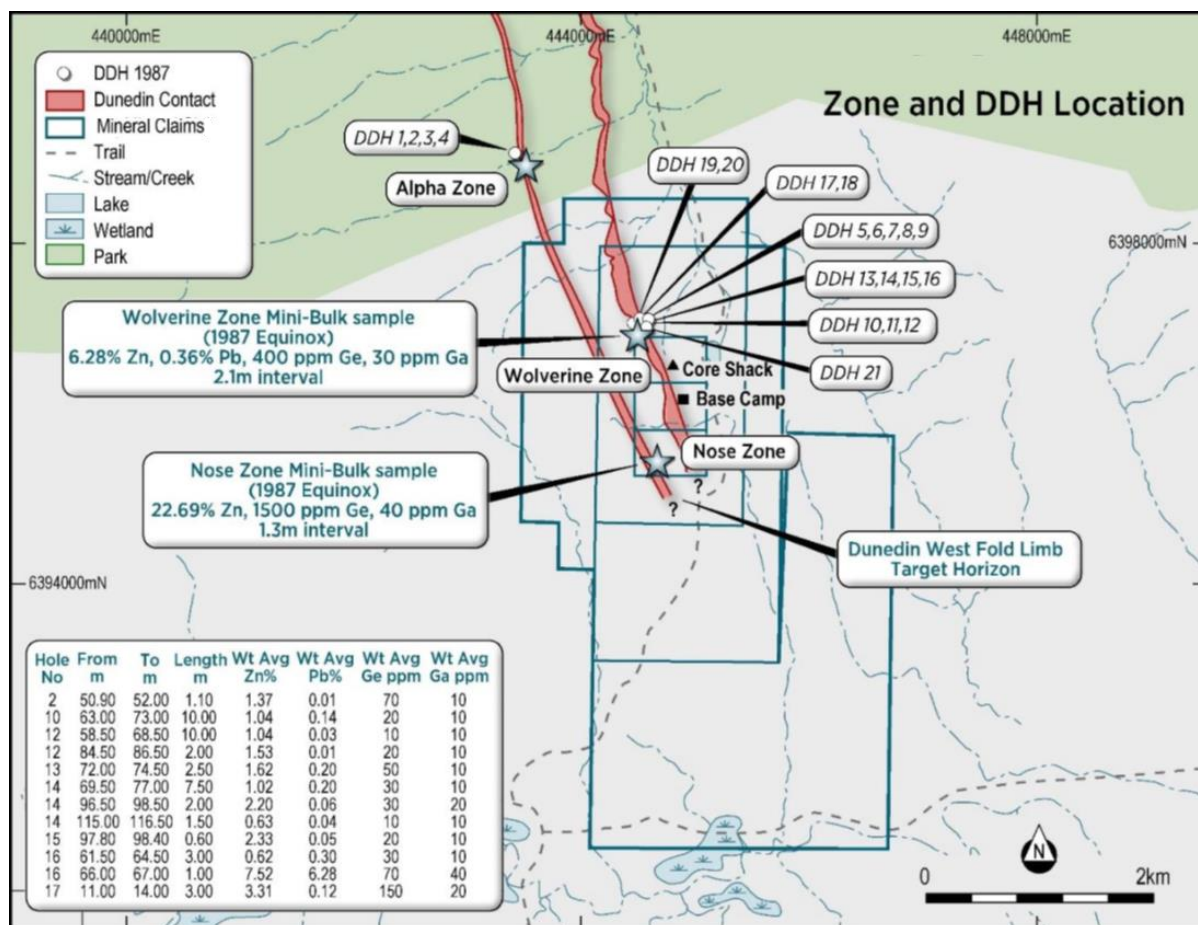 440000mE
444000mE
448000mE
DDH 1987
Dunedin Contact
Mineral Claims
Trail
Stream/Creek
Lake
Wetland
Park
Zone and DDH Location
DDH 1,2,3,4
Alpha Zone
DDH 19,20
DDH 17,18
DDH 5,6,7,8,9
6398000mN
DDH 13,14,15,16
DDH 10,11,12
DDH 21
Wolverine Zone Mini-Bulk sample
(1987 Equinox)
6.28% Zn, 0.36% Pb, 400 ppm Ge, 30 ppm Ga
2.1m interval
Wolverine Zone
Core Shack
Base Camp
Nose Zone
Nose Zone Mini-Bulk sample
(1987 Equinox)
22.69% Zn, 1500 ppm Ge, 40 ppm Ga
1.3m interval
?
?
Dunedin West Fold Limb
Target Horizon
6394000mN
Hole From To Length Wt Avg Wt Avg Wt Avg Wt Avg
No m m m Zn% Pb% Ge ppm Ga ppm
2 50.90 52.00 1.10 1.37 0.01 70 10
10 63.00 73.00 10.00 1.04 0.14 20 10
12 58.50 68.50 10.00 1.04 0.03 10 10
12 84.50 86.50 2.00 1.53 0.01 20 10
13 72.00 74.50 2.50 1.62 0.20 50 10
14 69.50 77.00 7.50 1.02 0.20 30 10
14 96.50 98.50 2.00 2.20 0.06 30 20
14 115.00 116.50 1.50 0.63 0.04 10 10
15 97.80 98.40 0.60 2.33 0.05 20 10
16 61.50 64.50 3.00 0.62 0.30 30 10
16 66.00 67.00 1.00 7.52 6.28 70 40
17 11.00 14.00 3.00 3.31 0.12 150 20
N
0 2km